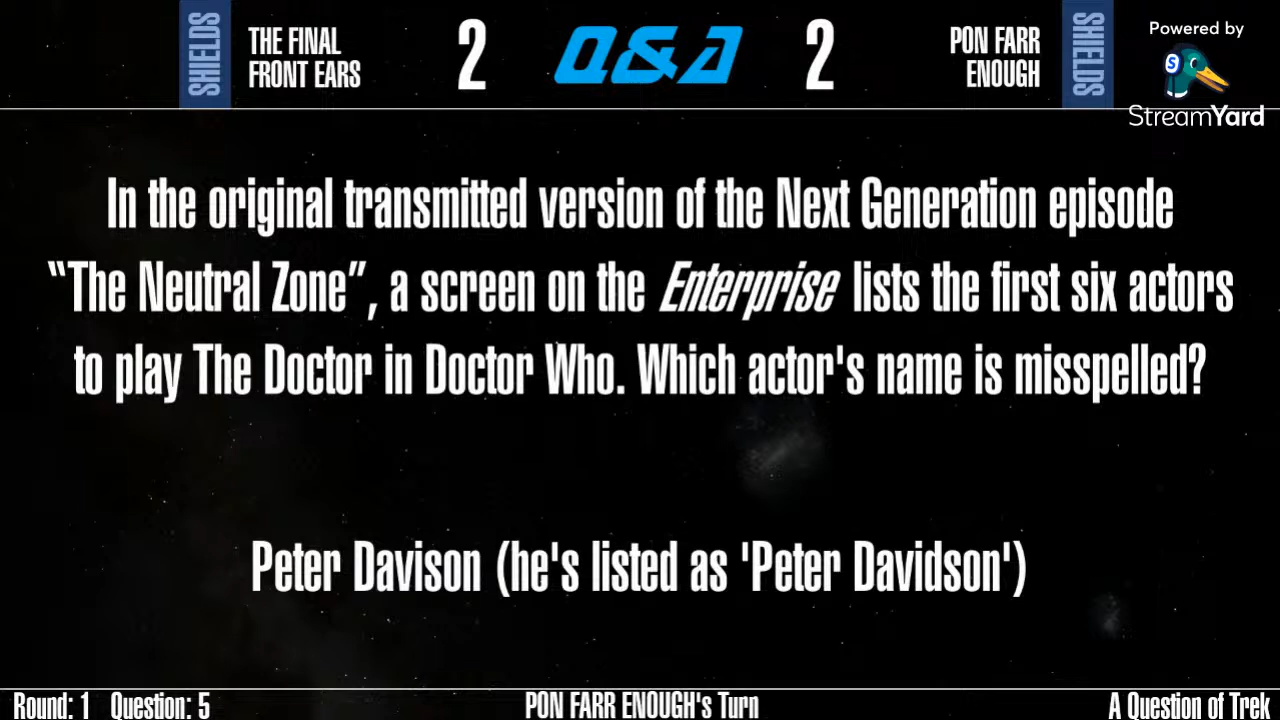 SHIELDS
THE FINAL
FRONT EARS
2
Q&A
2
PON FARR
ENOUGH
SHIELDS
Powered by
S
StreamYard
In the original transmitted version of the Next Generation episode
“The Neutral Zone”, a screen on the Enterprise lists the first six actors
to play The Doctor in Doctor Who. Which actor's name is misspelled?
Peter Davison (he's listed as 'Peter Davidson')
Round: 1 Question: 5
PON FARR ENOUGH's Turn
A Question of Trek